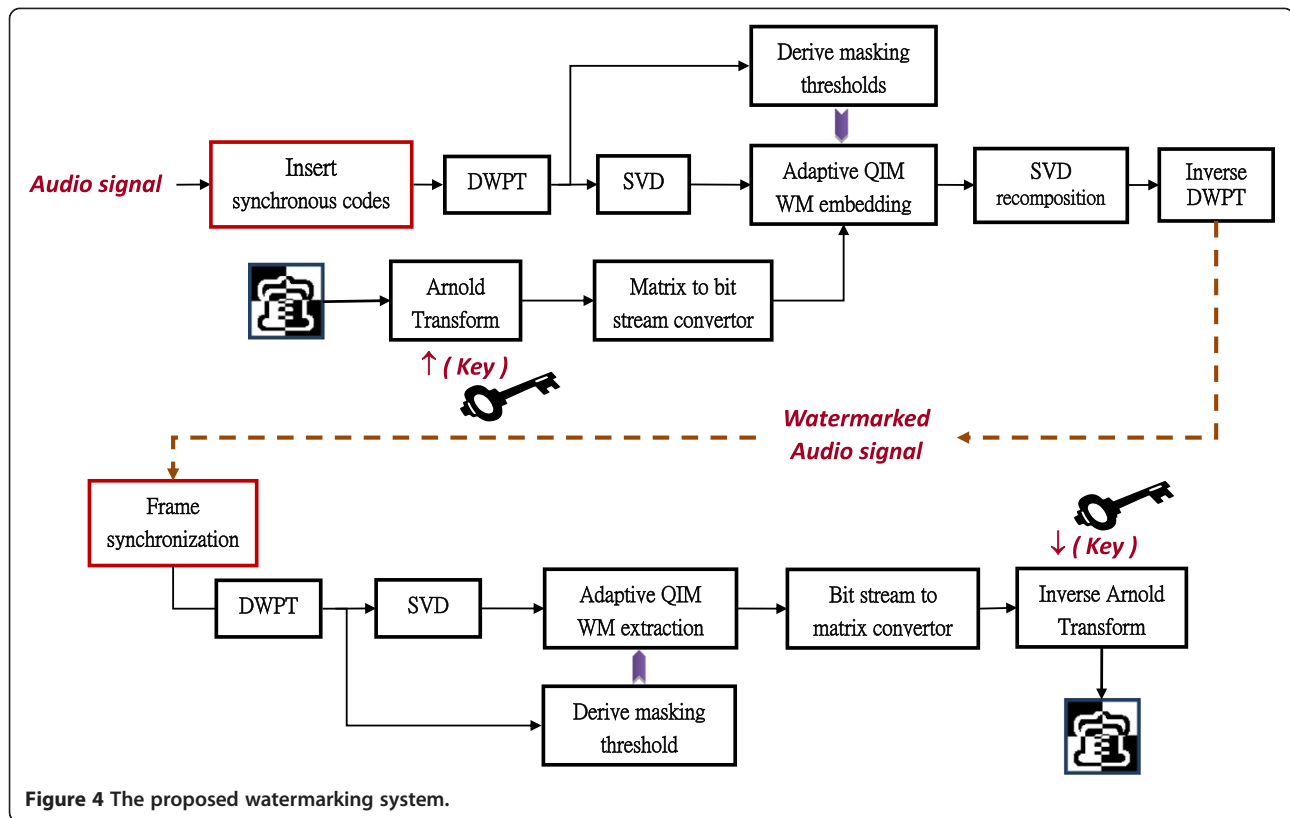 Derive masking
thresholds
Audio signal
Insert
synchronous codes
DWPT
SVD
Adaptive QIM
WM embedding
SVD
recomposition
Inverse
DWPT
Arnold
Transform
Matrix to bit
stream convertor
↑ ( Key )
Watermarked
Audio signal
Frame
synchronization
↓ ( Key )
DWPT
SVD
Adaptive QIM
WM extraction
Bit stream to
matrix convertor
Inverse Arnold
Transform
Derive masking
threshold
Figure 4 The proposed watermarking system.